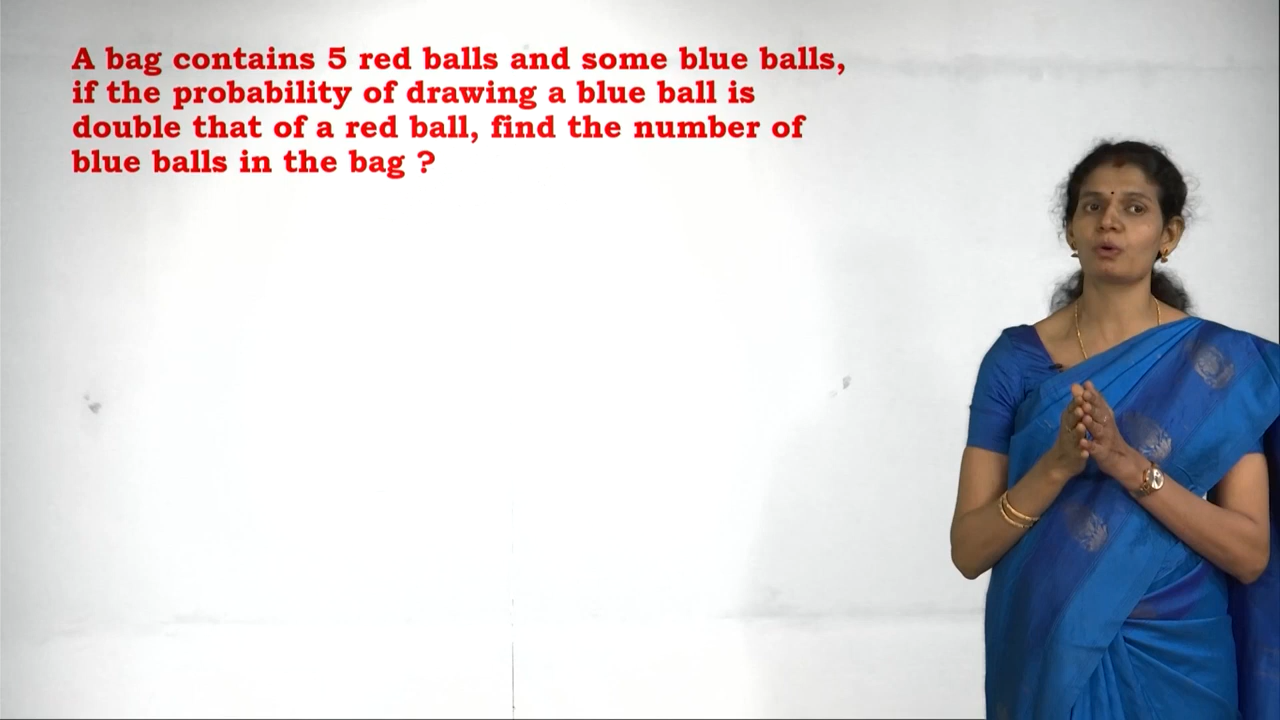 A bag contains 5 red balls and some blue balls,
if the probability of drawing a blue ball is
double that of a red ball, find the number of
blue balls in the bag ?